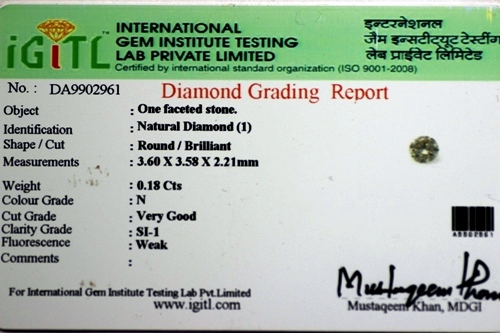 iGiTL
INTERNATIONAL
GEM INSTITUTE TESTING
LAB PRIVATE LIMITED
Certified by international standard organization (ISO 9001-2008)
इन्टरनेशनल
जैम इन्सटीट्यूट टेस्टींग
लेब प्राईवेट लिमिटेड
No. : DA9902961
Diamond Grading Report
Object : One faceted stone.
Identification : Natural Diamond (1)
Shape / Cut : Round / Brilliant
Measurements : 3.60 X 3.58 X 2.21mm
Weight : 0.18 Cts
Colour Grade : N
Cut Grade : Very Good
Clarity Grade : SI-1
Fluorescence : Weak
Comments :
A9902961
Mustaqeem Khan
For International Gem Institute Testing Lab Pvt.Limited
www.igitl.com
Mustaqeem Khan, MDGI